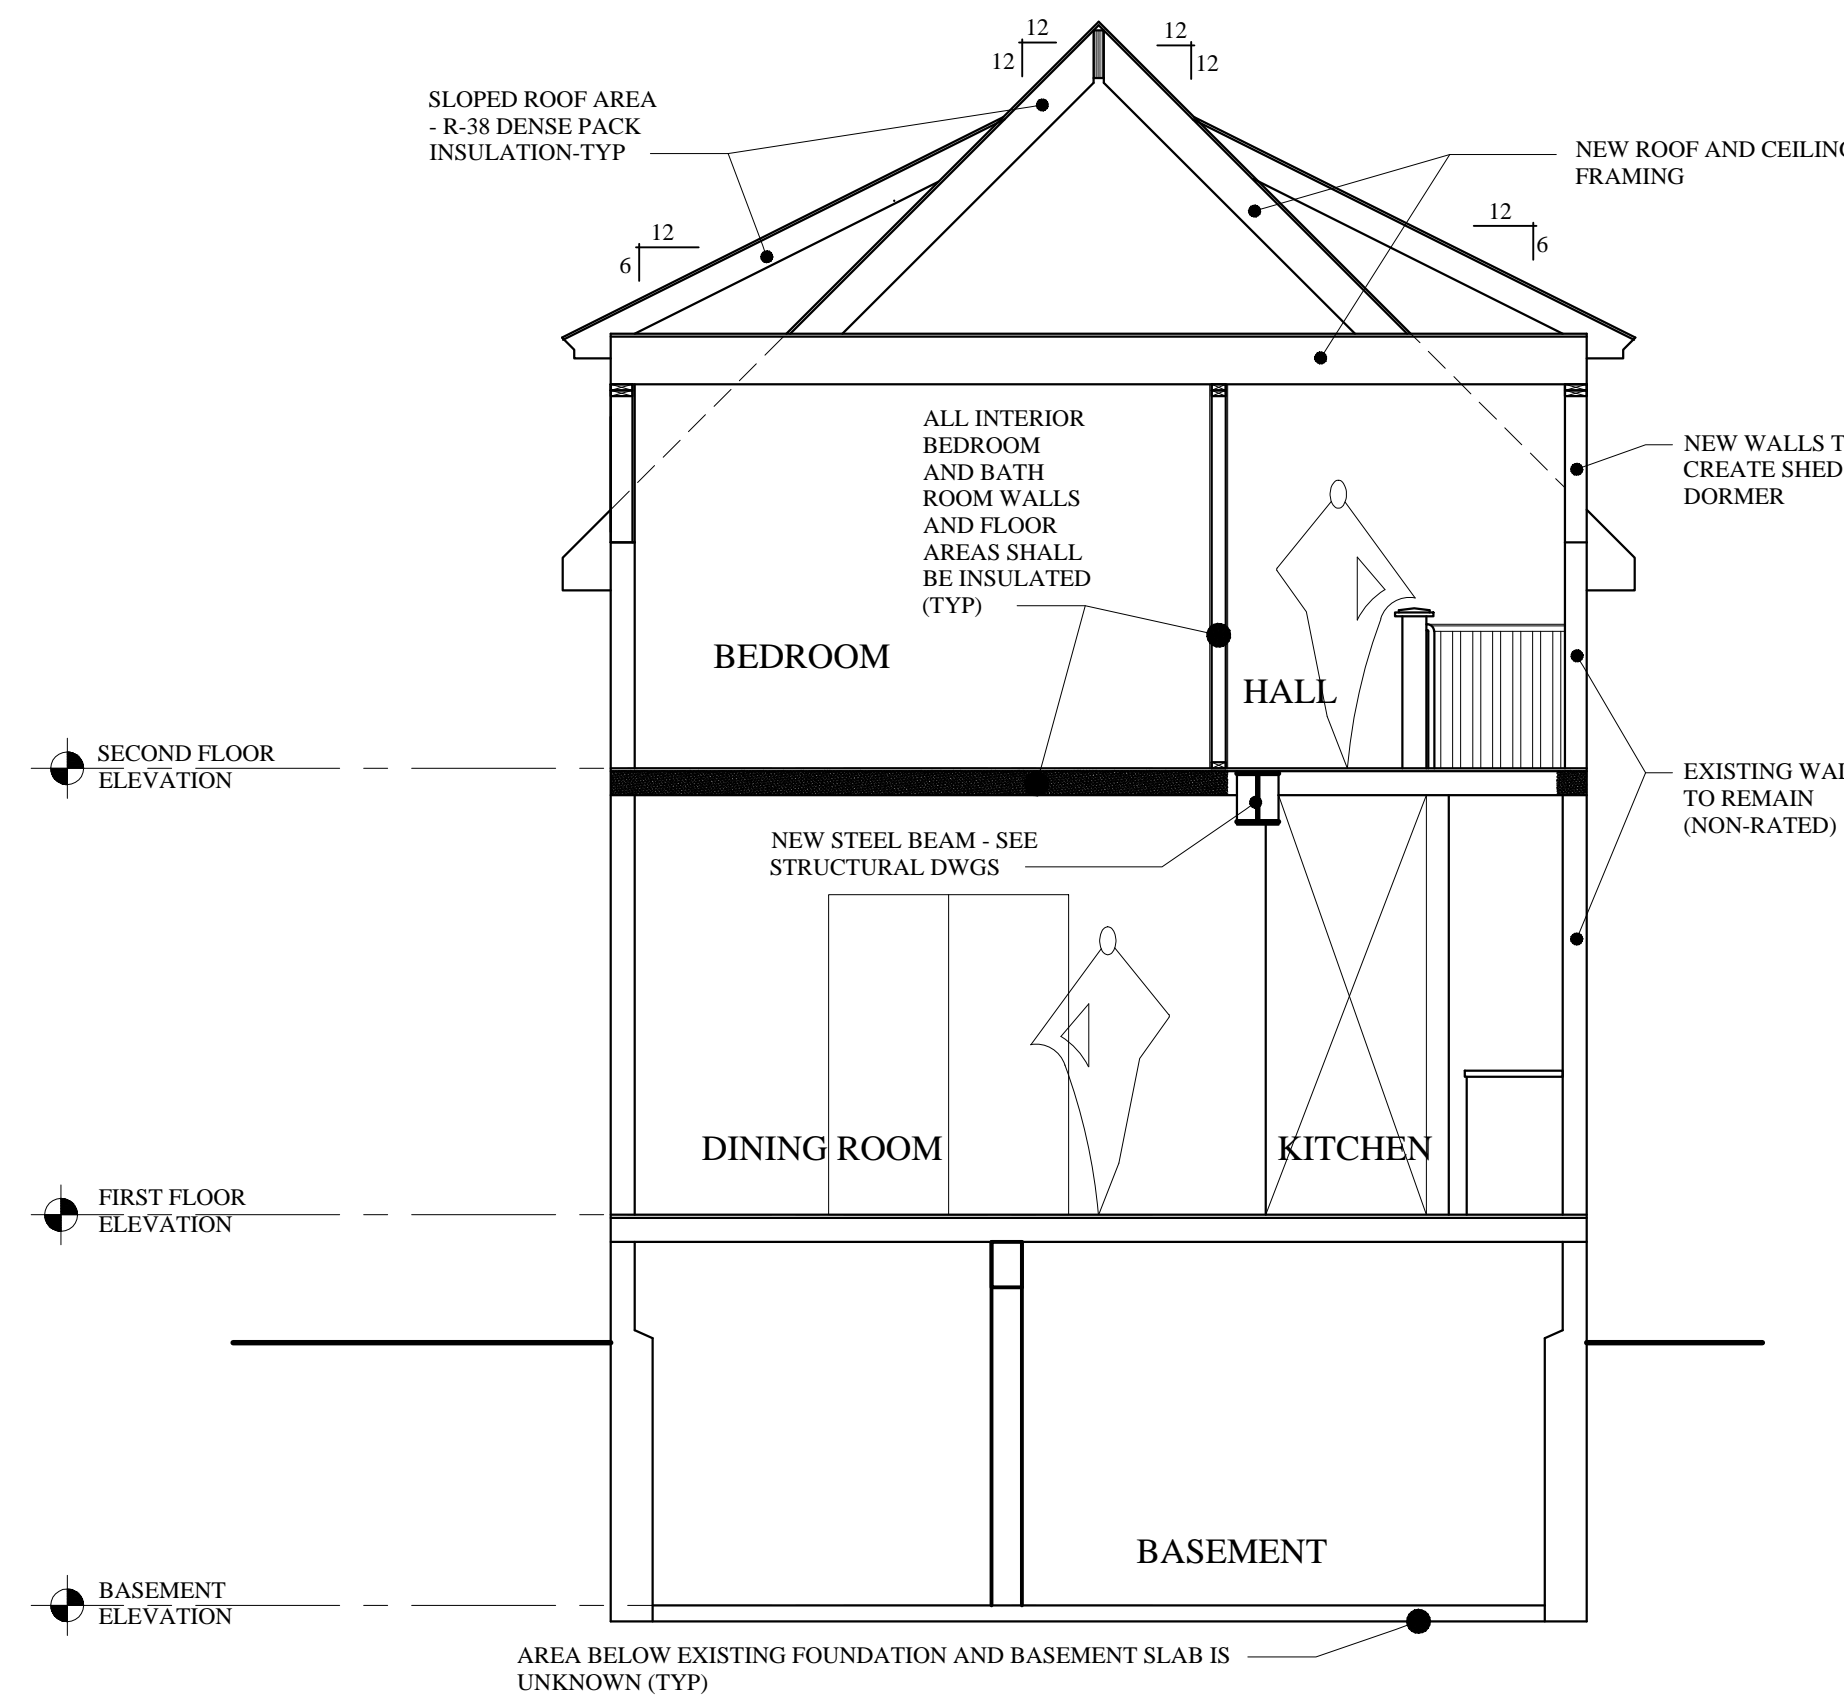 12
12
12
12
SLOPED ROOF AREA
- R-38 DENSE PACK
INSULATION-TYP
NEW ROOF AND CEILING
FRAMING
12
6
12
6
ALL INTERIOR
BEDROOM
AND BATH
ROOM WALLS
AND FLOOR
AREAS SHALL
BE INSULATED
(TYP)
NEW WALLS T
CREATE SHED
DORMER
BEDROOM
HALL
SECOND FLOOR
ELEVATION
EXISTING WAL
TO REMAIN
(NON-RATED)
NEW STEEL BEAM - SEE
STRUCTURAL DWGS
DINING ROOM
KITCHEN
FIRST FLOOR
ELEVATION
BASEMENT
BASEMENT
ELEVATION
AREA BELOW EXISTING FOUNDATION AND BASEMENT SLAB IS
UNKNOWN (TYP)